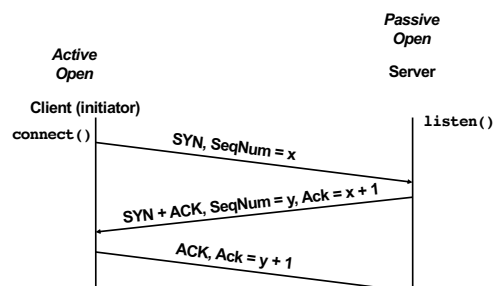 Passive
Open
Active
Open
Server
Client (initiator)
listen()
connect()
SYN, SeqNum = x
SYN + ACK, SeqNum = y, Ack = x + 1
ACK, Ack = y + 1